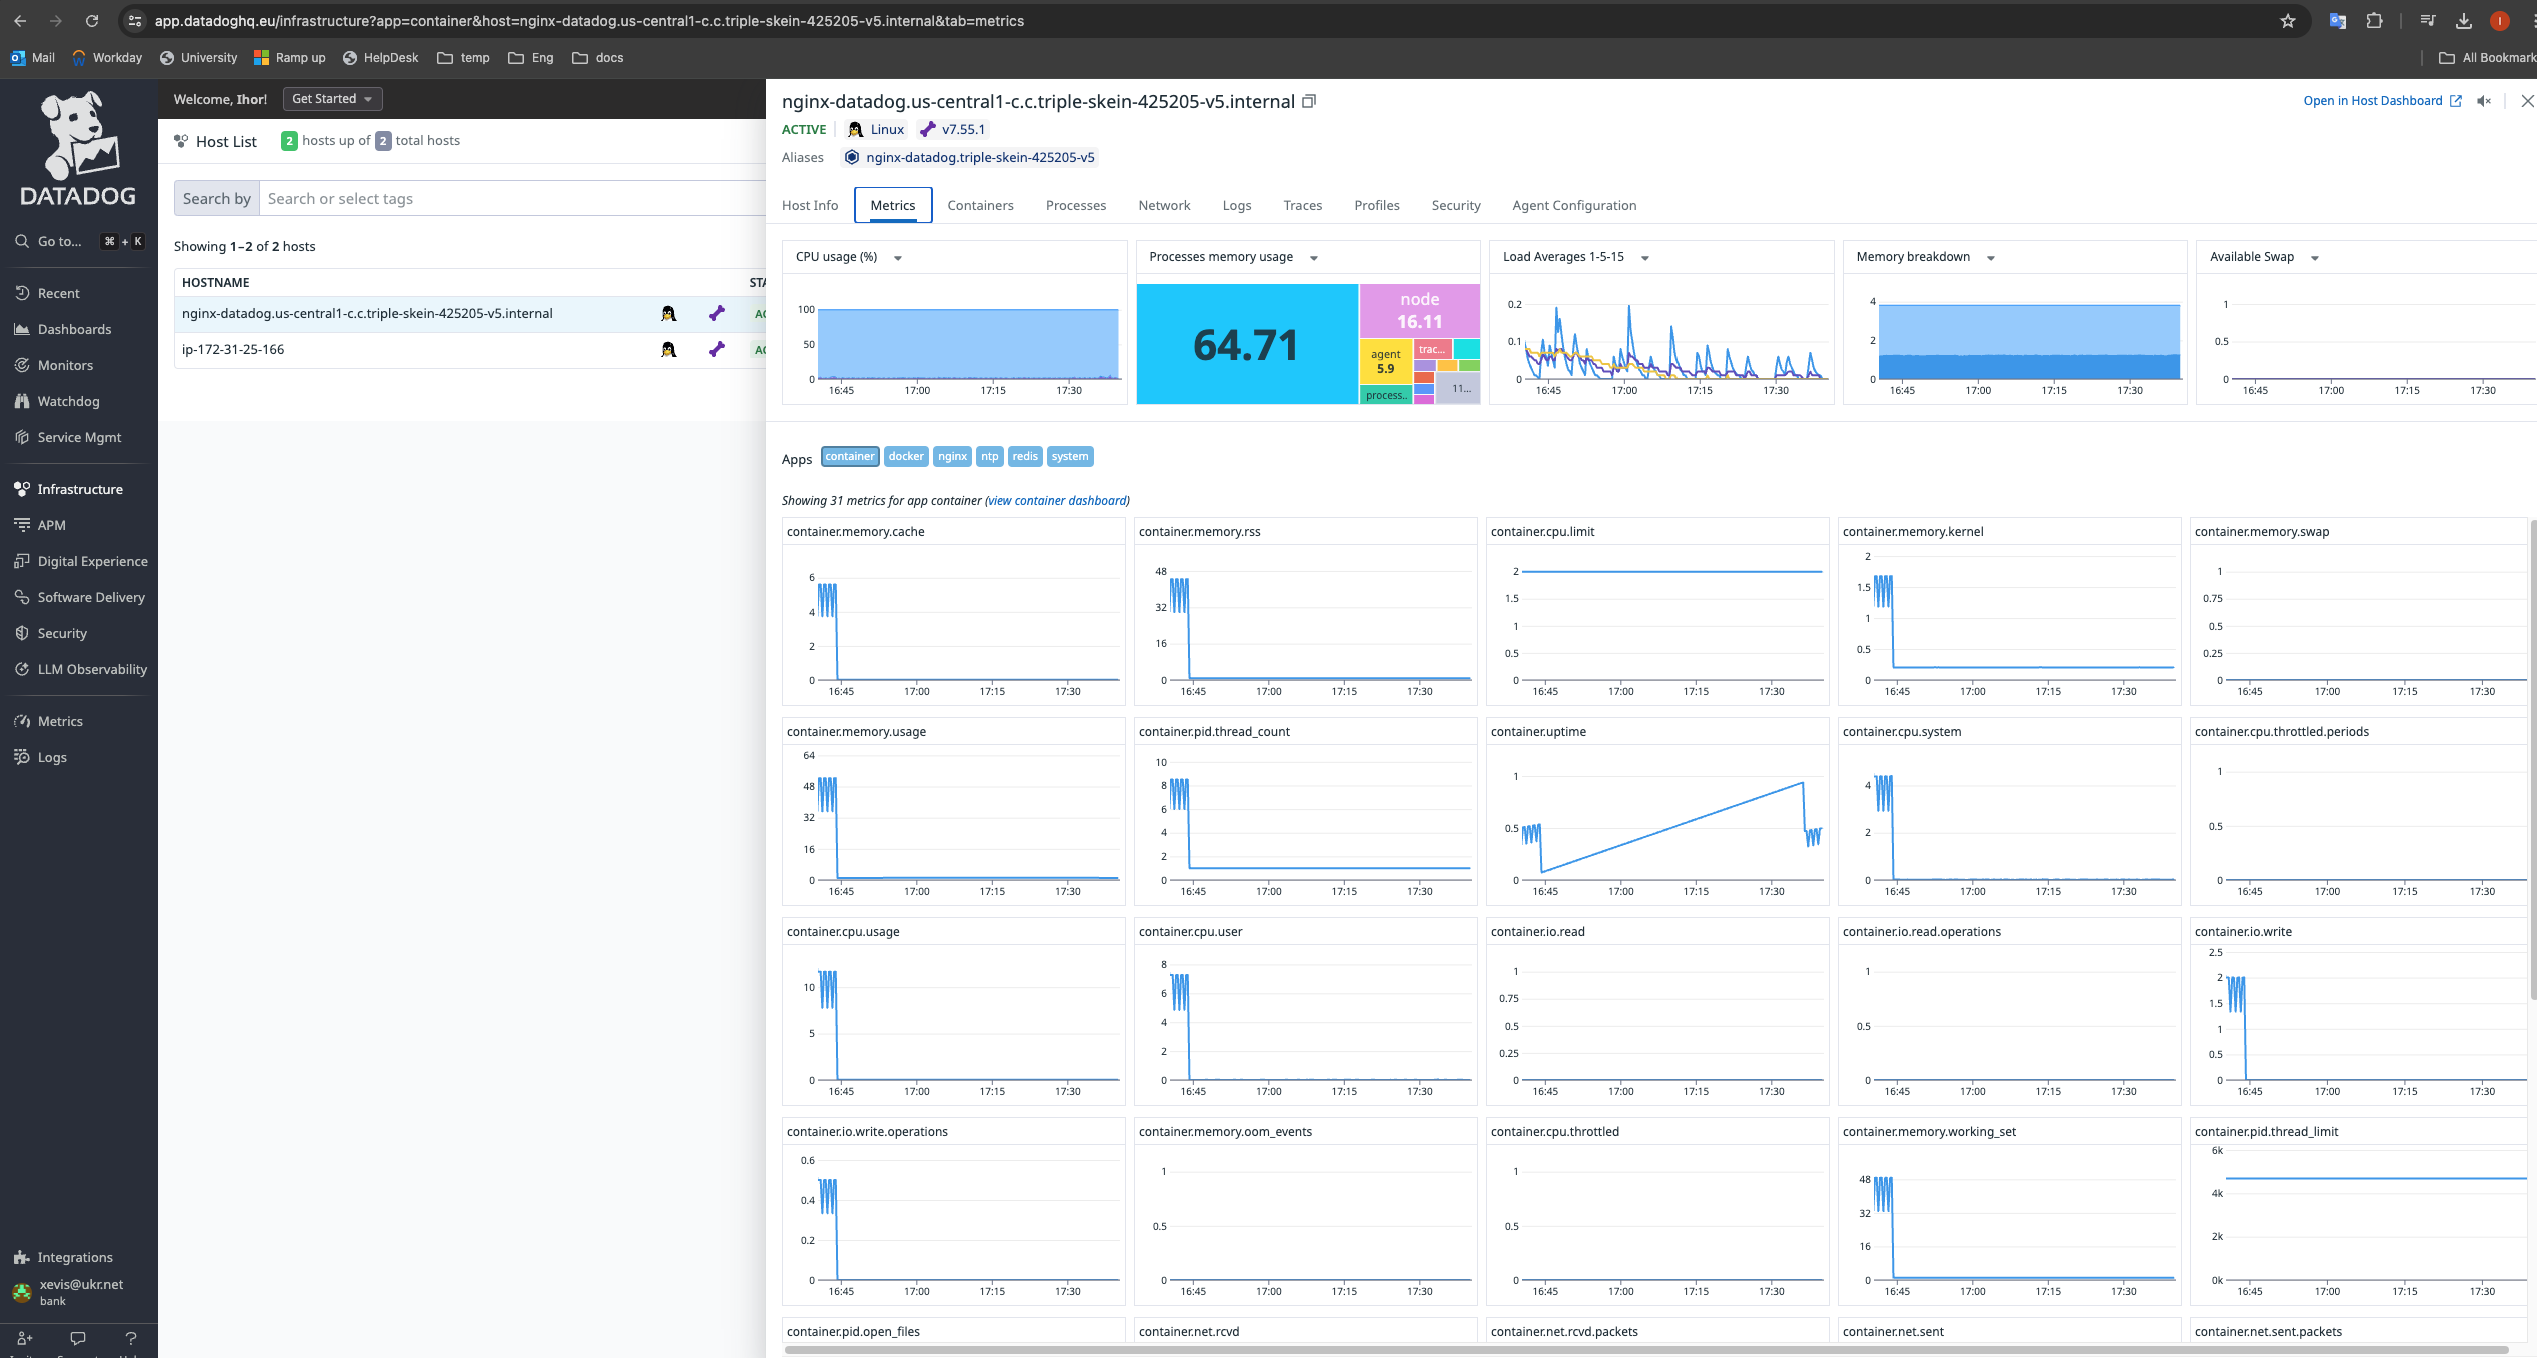 app.datadoghq.eu/infrastructure?app=container&host=nginx-datadog.us-central1-c.c.triple-skein-425205-v5.internal&tab=metrics
Mail Workday University Ramp up HelpDesk temp Eng docs All Bookmark
DATADOG
Go to... ⌘ + K
Recent
Dashboards
Monitors
Watchdog
Service Mgmt
Infrastructure
APM
Digital Experience
Software Delivery
Security
LLM Observability
Metrics
Logs
Integrations
xevis@ukr.net
bank
Welcome, Ihor! Get Started
Host List 2 hosts up of 2 total hosts
Search by Search or select tags
Showing 1–2 of 2 hosts
HOSTNAME STA
nginx-datadog.us-central1-c.c.triple-skein-425205-v5.internal AC
ip-172-31-25-166 AC
nginx-datadog.us-central1-c.c.triple-skein-425205-v5.internal Open in Host Dashboard
ACTIVE Linux v7.55.1
Aliases nginx-datadog.triple-skein-425205-v5
Host Info Metrics Containers Processes Network Logs Traces Profiles Security Agent Configuration
CPU usage (%)
100
50
0
16:45 17:00 17:15 17:30
Processes memory usage
64.71
node
16.11
agent
5.9
trac...
process..
11...
Load Averages 1-5-15
0.2
0.1
0
16:45 17:00 17:15 17:30
Memory breakdown
4
2
0
16:45 17:00 17:15 17:30
Available Swap
1
0.5
0
16:45 17:00 17:15 17:30
Apps container docker nginx ntp redis system
Showing 31 metrics for app container (view container dashboard)
container.memory.cache
6
4
2
0
16:45 17:00 17:15 17:30
container.memory.rss
48
32
16
0
16:45 17:00 17:15 17:30
container.cpu.limit
2
1.5
1
0.5
0
16:45 17:00 17:15 17:30
container.memory.kernel
2
1.5
1
0.5
0
16:45 17:00 17:15 17:30
container.memory.swap
1
0.75
0.5
0.25
0
16:45 17:00 17:15 17:30
container.memory.usage
64
48
32
16
0
16:45 17:00 17:15 17:30
container.pid.thread_count
10
8
6
4
2
0
16:45 17:00 17:15 17:30
container.uptime
1
0.5
0
16:45 17:00 17:15 17:30
container.cpu.system
4
2
0
16:45 17:00 17:15 17:30
container.cpu.throttled.periods
1
0.5
0
16:45 17:00 17:15 17:30
container.cpu.usage
10
5
0
16:45 17:00 17:15 17:30
container.cpu.user
8
6
4
2
0
16:45 17:00 17:15 17:30
container.io.read
1
0.75
0.5
0.25
0
16:45 17:00 17:15 17:30
container.io.read.operations
1
0.5
0
16:45 17:00 17:15 17:30
container.io.write
2.5
2
1.5
1
0.5
0
16:45 17:00 17:15 17:30
container.io.write.operations
0.6
0.4
0.2
0
16:45 17:00 17:15 17:30
container.memory.oom_events
1
0.5
0
16:45 17:00 17:15 17:30
container.cpu.throttled
1
0.5
0
16:45 17:00 17:15 17:30
container.memory.working_set
48
32
16
0
16:45 17:00 17:15 17:30
container.pid.thread_limit
6k
4k
2k
0k
16:45 17:00 17:15 17:30
container.pid.open_files
container.net.rcvd
container.net.rcvd.packets
container.net.sent
container.net.sent.packets